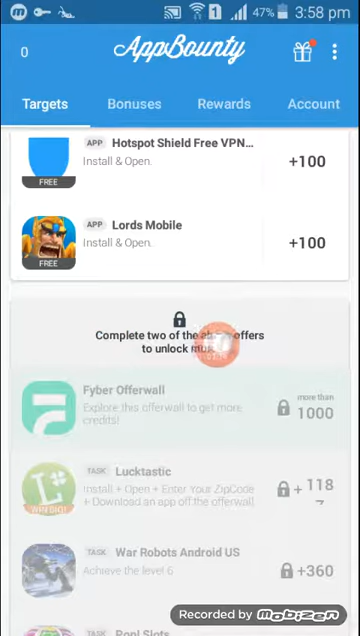 47% 3:58 pm
0 AppBounty
Targets Bonuses Rewards Account
APP Hotspot Shield Free VPN...
Install & Open. +100
FREE
APP Lords Mobile
Install & Open. +100
FREE
Complete two of the offers
to unlock
Fyber Offerwall
Explore this offerwall to get more
credits!
more than
1000
TASK Lucktastic
Install + Open + Enter Your ZipCode
+ Download an app off the offerwall
+ 118
WIN BIG!
TASK War Robots Android US
Achieve the level 6 +360
Recorded by mobizen
TASK Slots